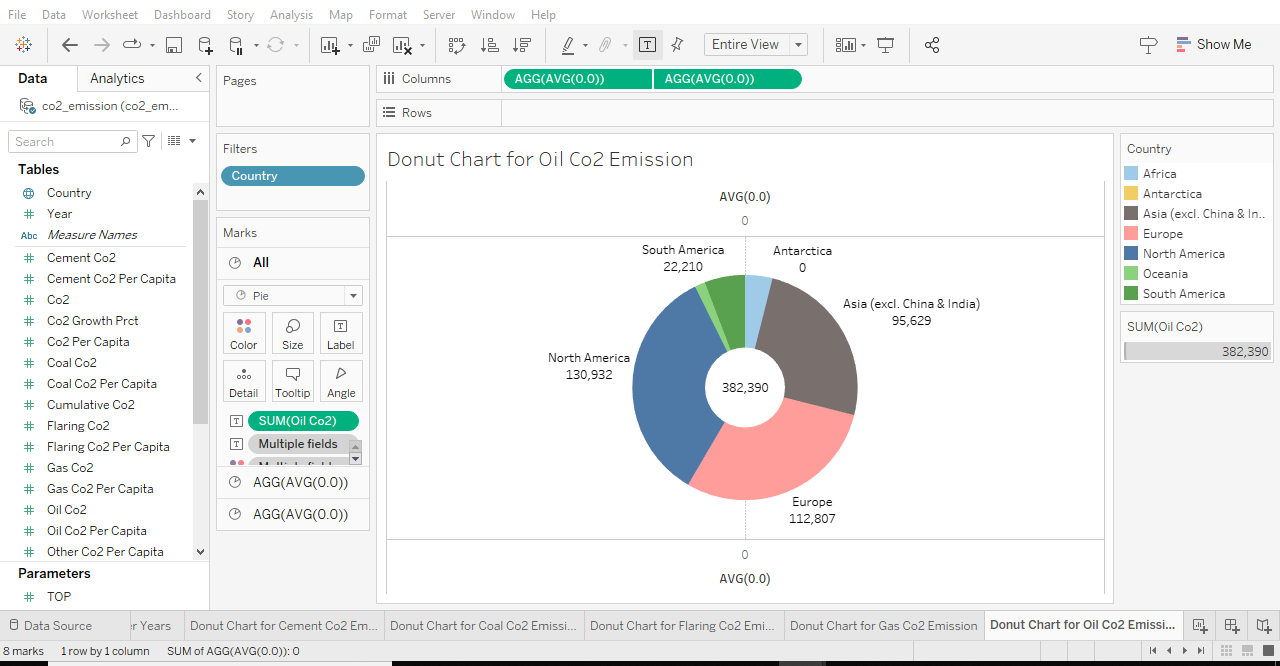 File Data Worksheet Dashboard Story Analysis Map Format Server Window Help
Entire View
Show Me
Data Analytics
co2_emission (co2_em...
Search
Tables
Country
Year
Abc Measure Names
Cement Co2
Cement Co2 Per Capita
Co2
Co2 Growth Prct
Co2 Per Capita
Coal Co2
Coal Co2 Per Capita
Cumulative Co2
Flaring Co2
Flaring Co2 Per Capita
Gas Co2
Gas Co2 Per Capita
Oil Co2
Oil Co2 Per Capita
Other Co2 Per Capita
Parameters
TOP
Pages
Filters
Country
Marks
All
Pie
Color Size Label
Detail Tooltip Angle
SUM(Oil Co2)
Multiple fields
AGG(AVG(0.0))
AGG(AVG(0.0))
Columns AGG(AVG(0.0)) AGG(AVG(0.0))
Rows
Donut Chart for Oil Co2 Emission
AVG(0.0)
0
South America
22,210
Antarctica
0
Asia (excl. China & India)
95,629
North America
130,932
382,390
Europe
112,807
0
AVG(0.0)
Country
Africa
Antarctica
Asia (excl. China & In..
Europe
North America
Oceania
South America
SUM(Oil Co2)
382,390
Data Source
r Years
Donut Chart for Cement Co2 Em...
Donut Chart for Coal Co2 Emissi...
Donut Chart for Flaring Co2 Emi...
Donut Chart for Gas Co2 Emission
Donut Chart for Oil Co2 Emissi...
8 marks 1 row by 1 column SUM of AGG(AVG(0.0)): 0